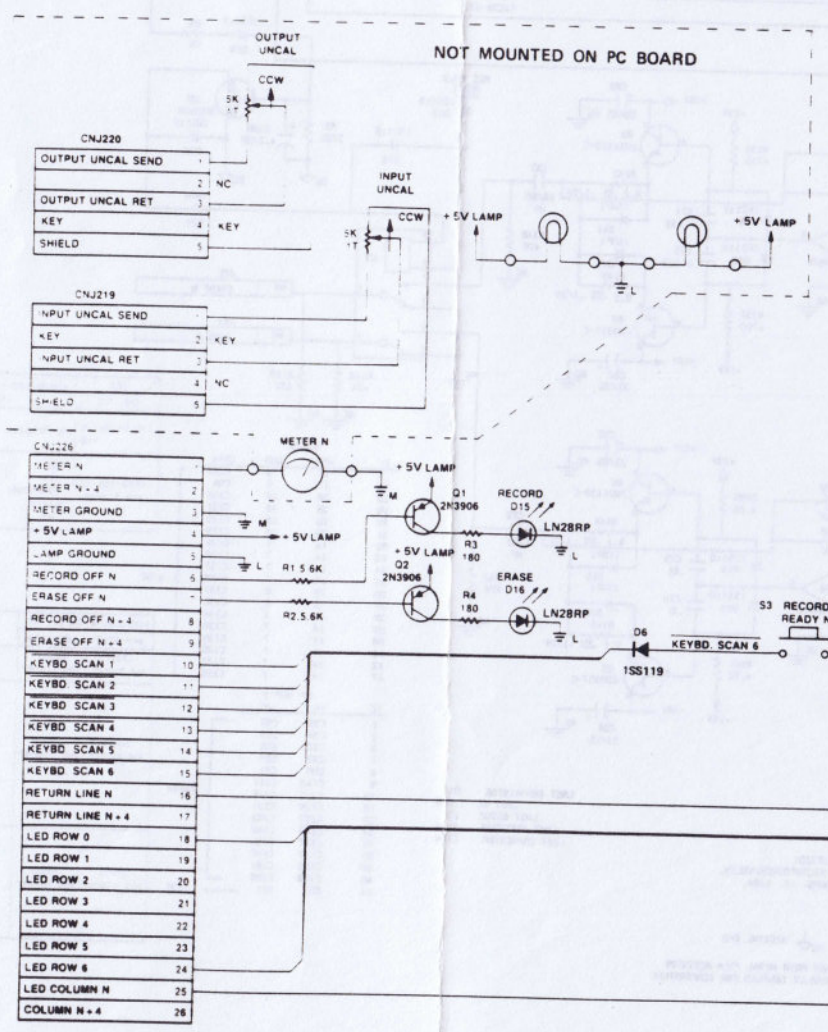 OUTPUT
UNCAL
NOT MOUNTED ON PC BOARD
CCW
5K
1T
CNJ220
OUTPUT UNCAL SEND
2 NC
OUTPUT UNCAL RET 3
KEY 4 KEY
SHIELD 5
INPUT
UNCAL
CCW
5K
1T
+ 5V LAMP
+ 5V LAMP
L
CNJ219
INPUT UNCAL SEND
KEY 2 KEY
INPUT UNCAL RET 3
4 NC
SHIELD 5
CNJ226
METER N
METER N + 4 2
METER GROUND 3
+ 5V LAMP 4
LAMP GROUND 5
RECORD OFF N 6
ERASE OFF N
RECORD OFF N + 4 8
ERASE OFF N + 4 9
KEYBD SCAN 1 10
KEYBD. SCAN 2 11
KEYBD SCAN 3 12
KEYBD SCAN 4 13
KEYBD SCAN 5 14
KEYBD SCAN 6 15
RETURN LINE N 16
RETURN LINE N + 4 17
LED ROW 0 18
LED ROW 1 19
LED ROW 2 20
LED ROW 3 21
LED ROW 4 22
LED ROW 5 23
LED ROW 6 24
LED COLUMN N 25
COLUMN N + 4 26
METER N
M
M
+ 5V LAMP
L
+ 5V LAMP
Q1
2N3906
RECORD
D15
LN28RP
R3
180
L
R1 5.6K
+ 5V LAMP
Q2
2N3906
ERASE
D16
LN28RP
R4
180
L
R2.5.6K
D6
1SS119
KEYBD. SCAN 6
S3 RECORD
READY N